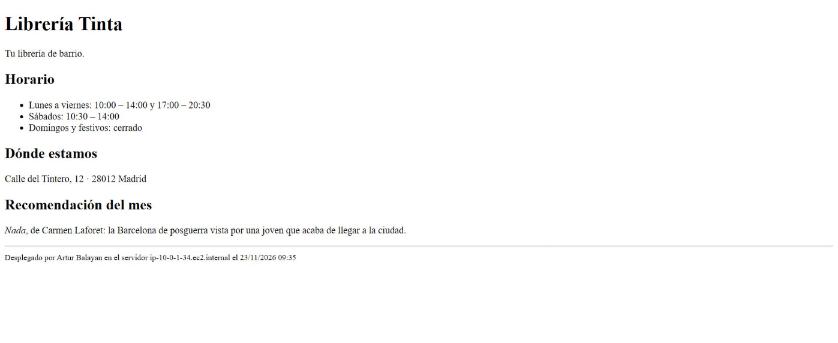 Librería Tinta
Tu librería de barrio.
Horario
Lunes a viernes: 10:00 – 14:00 y 17:00 – 20:30
Sábados: 10:30 – 14:00
Domingos y festivos: cerrado
Dónde estamos
Calle del Tintero, 12 · 28012 Madrid
Recomendación del mes
Nada, de Carmen Laforet: la Barcelona de posguerra vista por una joven que acaba de llegar a la ciudad.
Desplegado por Artur Balayan en el servidor ip-10-0-1-34.ec2.internal el 23/11/2026 09:35